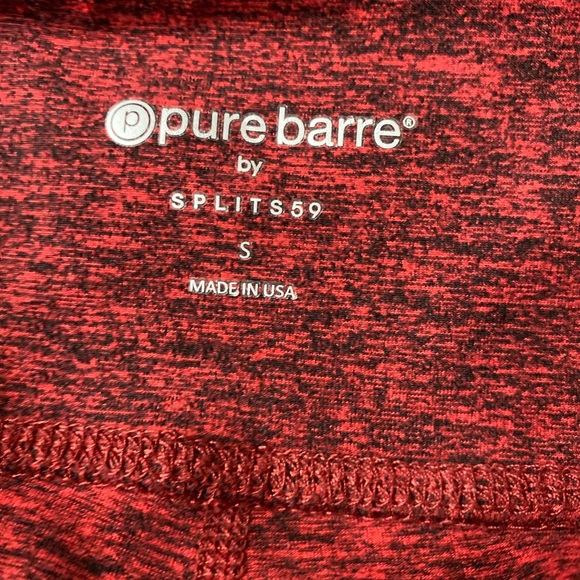 p pure barre®
by
SPLITS59
S
MADE IN USA